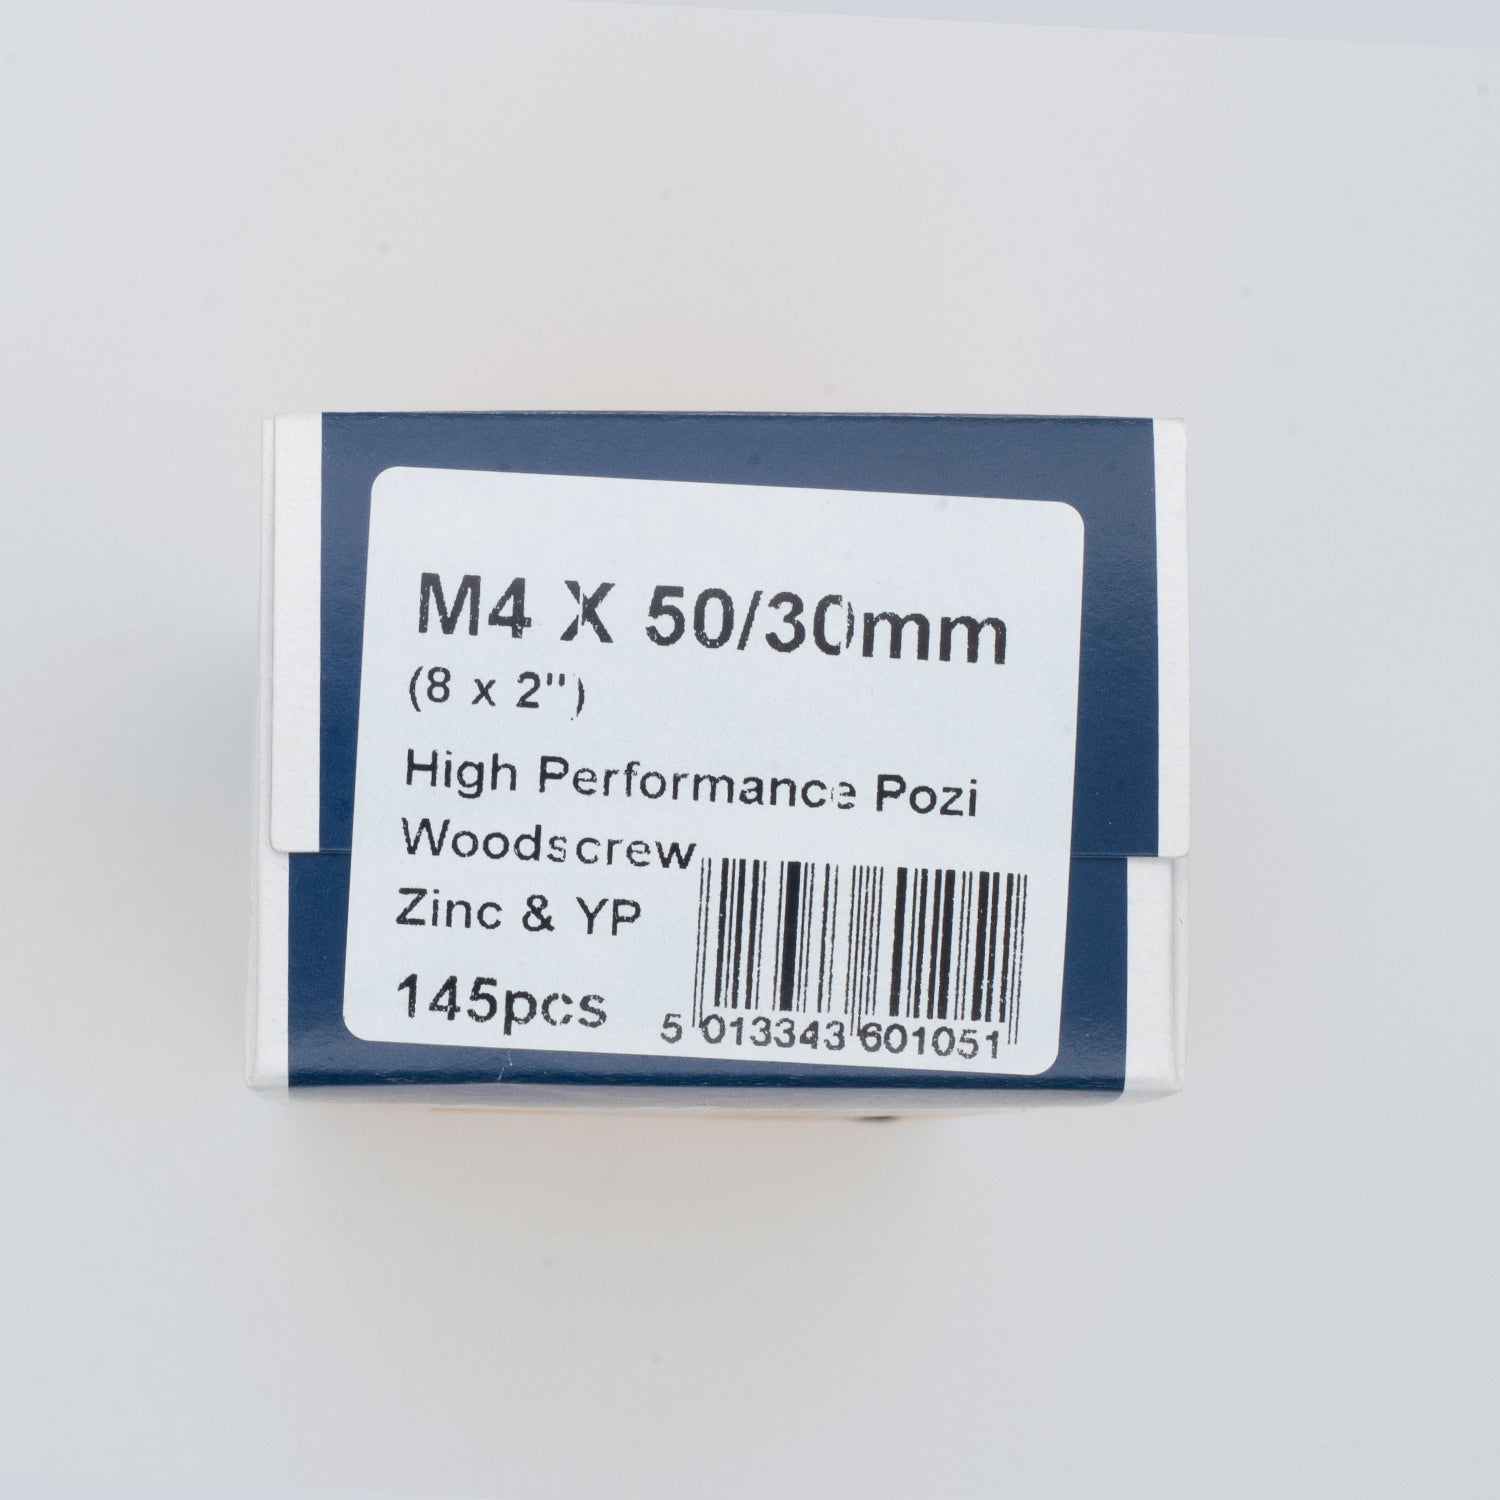 M4 X 50/30mm
(8 x 2")
High Performance Pozi
Woodscrew
Zinc & YP
145pcs
5 013343 601051